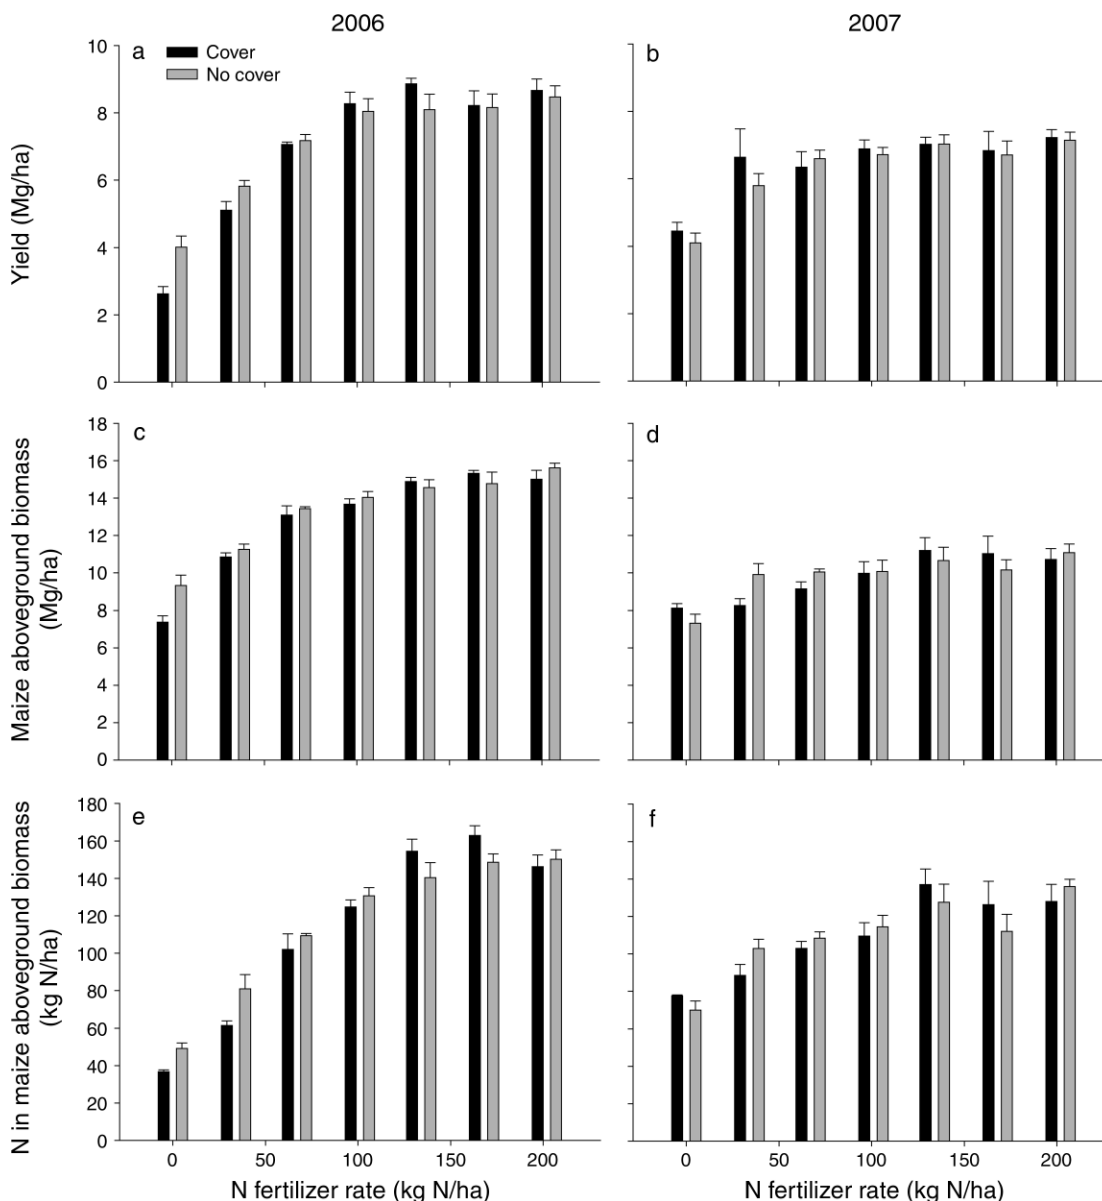 2006
2007
a
Cover
No cover
b
10
8
6
4
2
0
Yield (Mg/ha)
c
d
18
16
14
12
10
8
6
4
2
0
Maize aboveground biomass
(Mg/ha)
e
f
180
160
140
120
100
80
60
40
20
0
N in maize aboveground biomass
(kg N/ha)
0 50 100 150 200
0 50 100 150 200
N fertilizer rate (kg N/ha)
N fertilizer rate (kg N/ha)